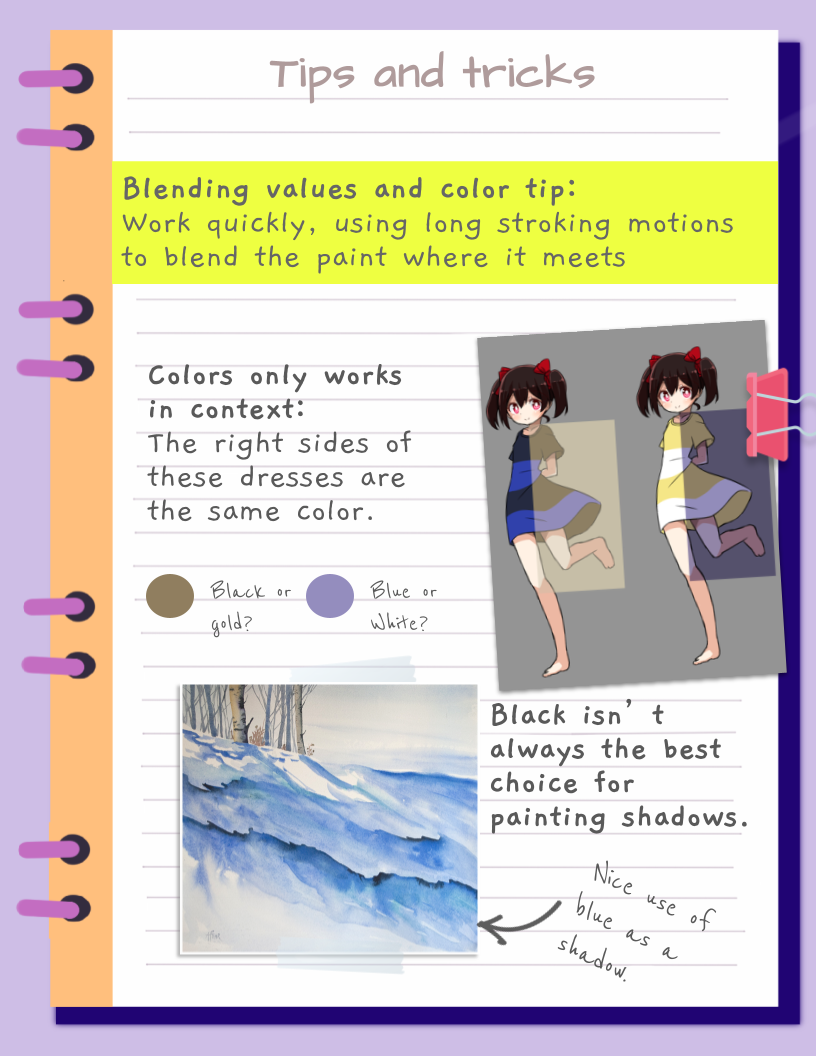 Tips and tricks
Blending values and color tip:
Work quickly, using long stroking motions
to blend the paint where it meets
Colors only works
in context:
The right sides of
these dresses are
the same color.
Black or
gold?
Blue or
White?
Black isn’ t
always the best
choice for
painting shadows.
Nice use of
blue as a
shadow.